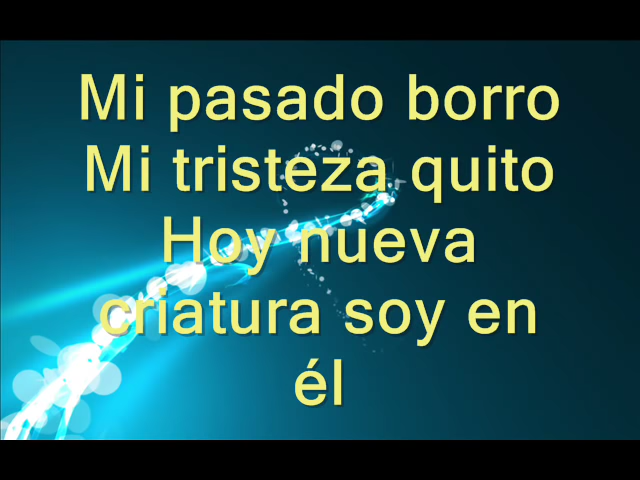 Mi pasado borro
Mi tristeza quito
Hoy nueva
criatura soy en
él